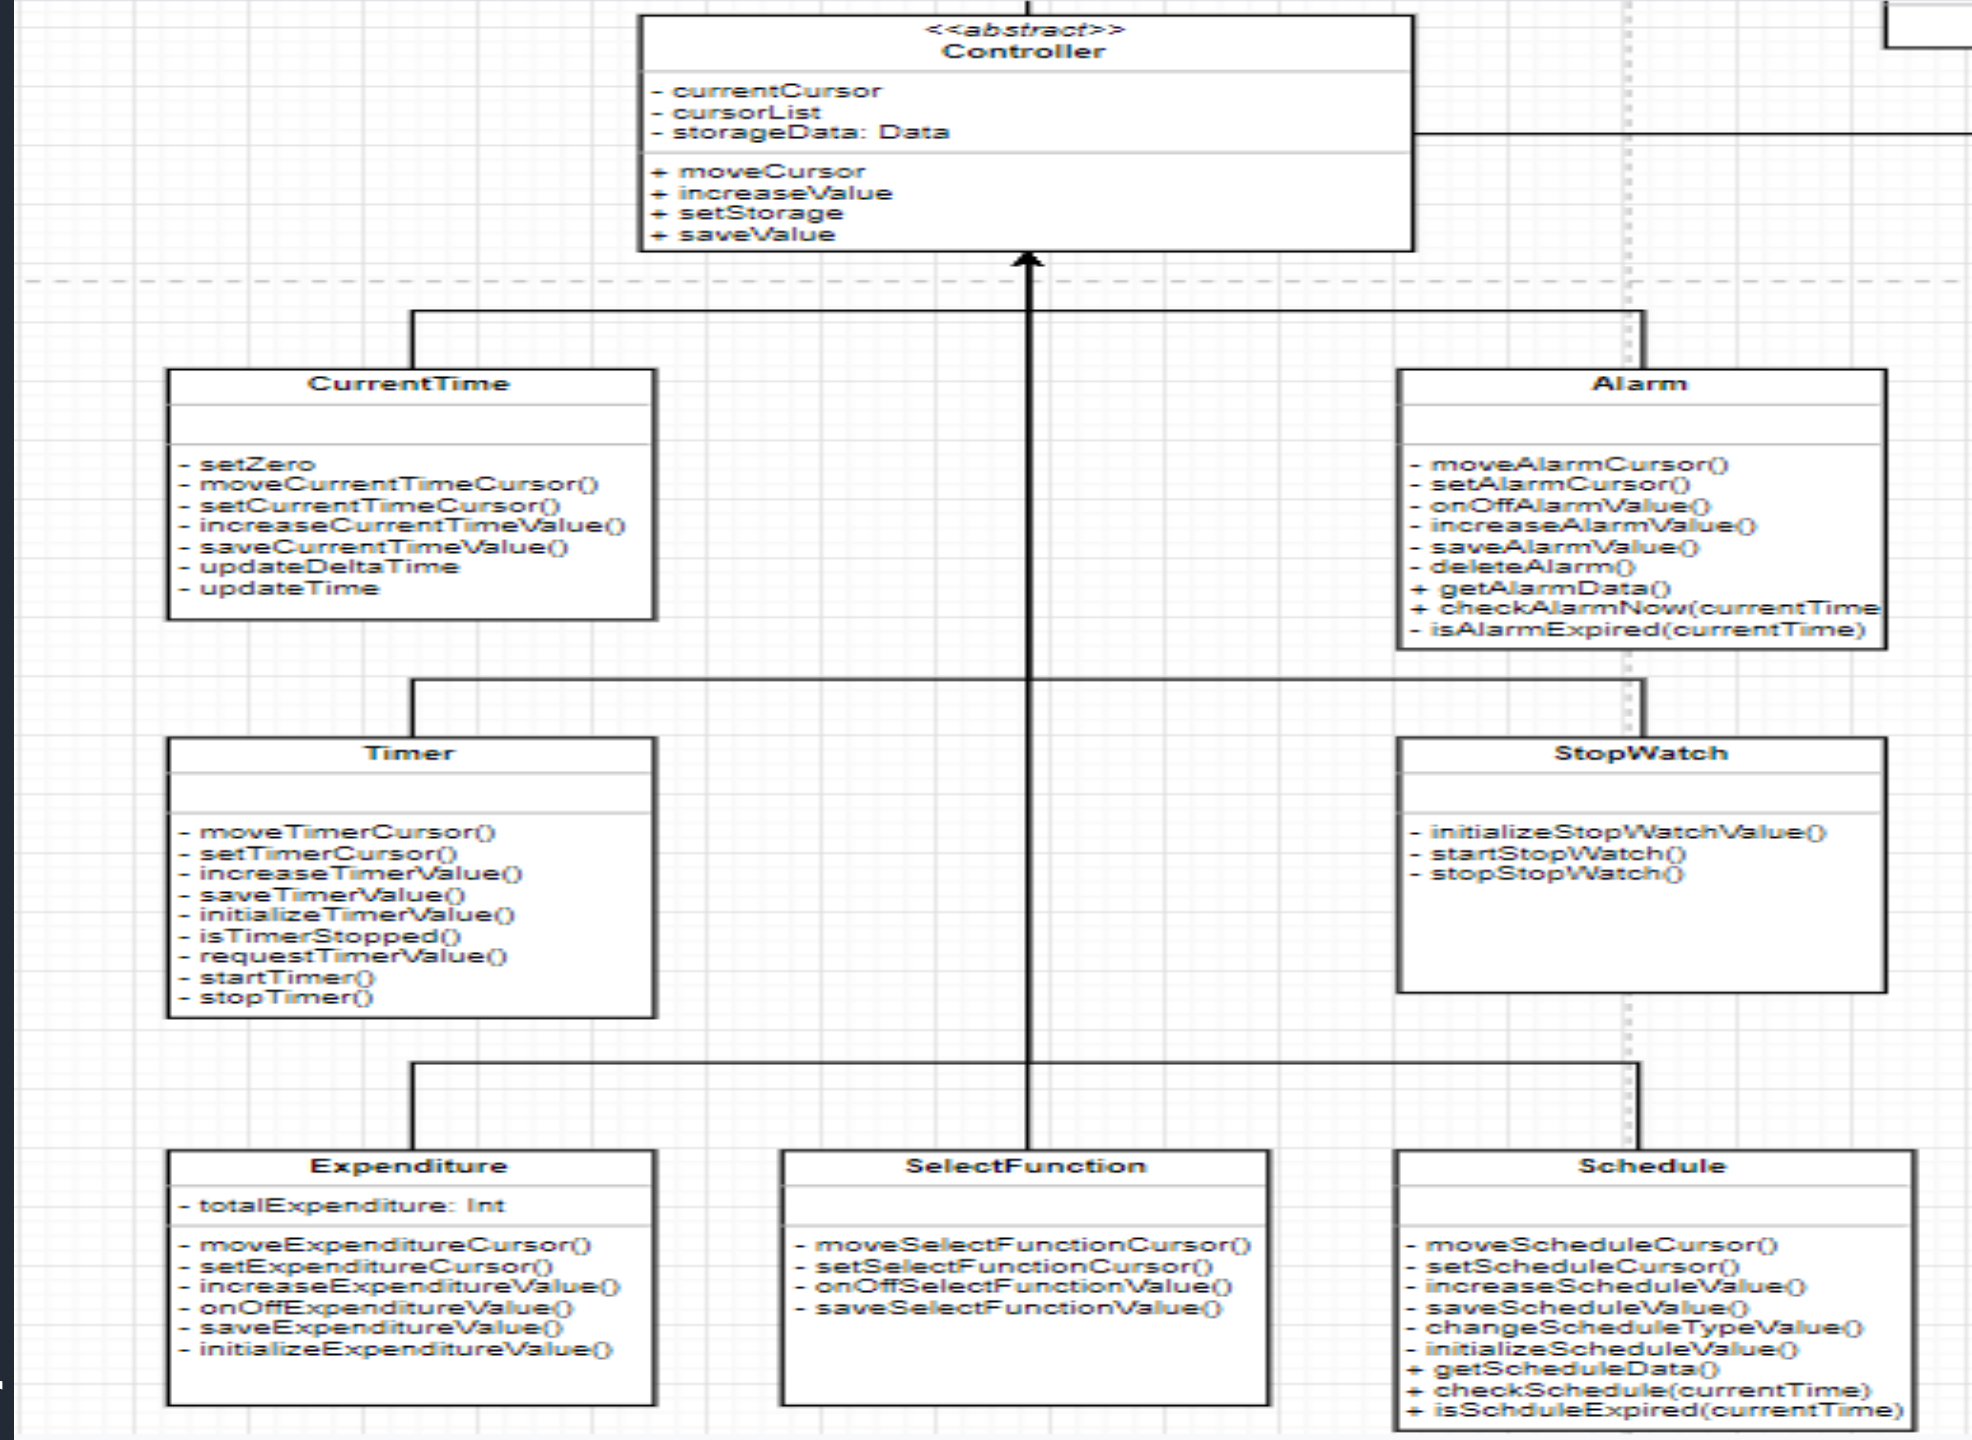 <<abstract>>
Controller
- currentCursor
- cursorList
- storageData: Data
+ moveCursor
+ increaseValue
+ setStorage
+ saveValue
CurrentTime
- setZero
- moveCurrentTimeCursor()
- setCurrentTimeCursor()
- increaseCurrentTimeValue()
- saveCurrentTimeValue()
- updateDeltaTime
- updateTime
Alarm
- moveAlarmCursor()
- setAlarmCursor()
- onOffAlarmValue()
- increaseAlarmValue()
- saveAlarmValue()
- deleteAlarm()
+ getAlarmData()
+ checkAlarmNow(currentTime
- isAlarmExpired(currentTime)
Timer
- moveTimerCursor()
- setTimerCursor()
- increaseTimerValue()
- saveTimerValue()
- initializeTimerValue()
- isTimerStopped()
- requestTimerValue()
- startTimer()
- stopTimer()
StopWatch
- initializeStopWatchValue()
- startStopWatch()
- stopStopWatch()
Expenditure
- totalExpenditure: Int
- moveExpenditureCursor()
- setExpenditureCursor()
- increaseExpenditureValue()
- onOffExpenditureValue()
- saveExpenditureValue()
- initializeExpenditureValue()
SelectFunction
- moveSelectFunctionCursor()
- setSelectFunctionCursor()
- onOffSelectFunctionValue()
- saveSelectFunctionValue()
Schedule
- moveScheduleCursor()
- setScheduleCursor()
- increaseScheduleValue()
- saveScheduleValue()
- changeScheduleTypeValue()
- initializeScheduleValue()
+ getScheduleData()
+ checkSchedule(currentTime)
+ isSchduleExpired(currentTime)